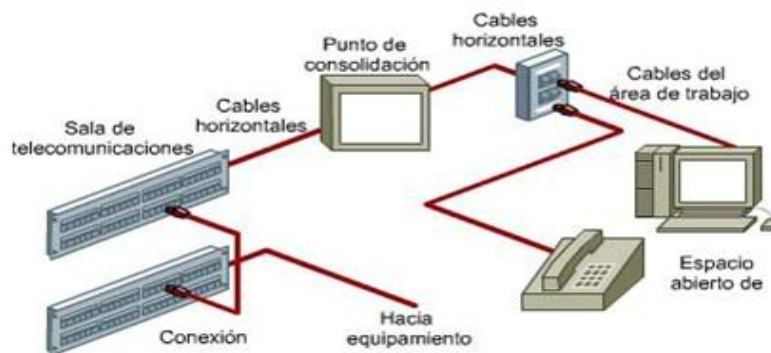 Cables
horizontales
Punto de
consolidación
Cables del
área de trabajo
Cables
horizontales
Sala de
telecomunicaciones
Espacio
abierto de
Hacia
equipamiento
Conexión